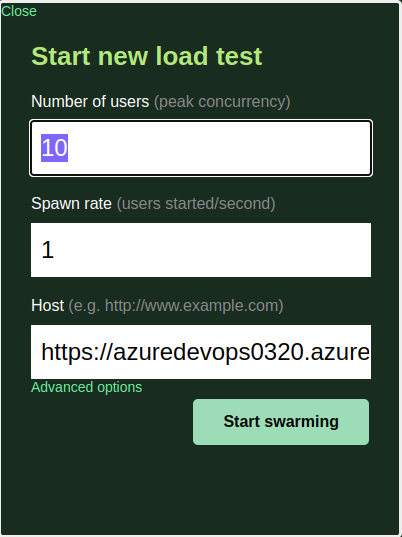 Close
Start new load test
Number of users (peak concurrency)
10
Spawn rate (users started/second)
1
Host (e.g. http://www.example.com)
https://azuredevops0320.azure
Advanced options
Start swarming